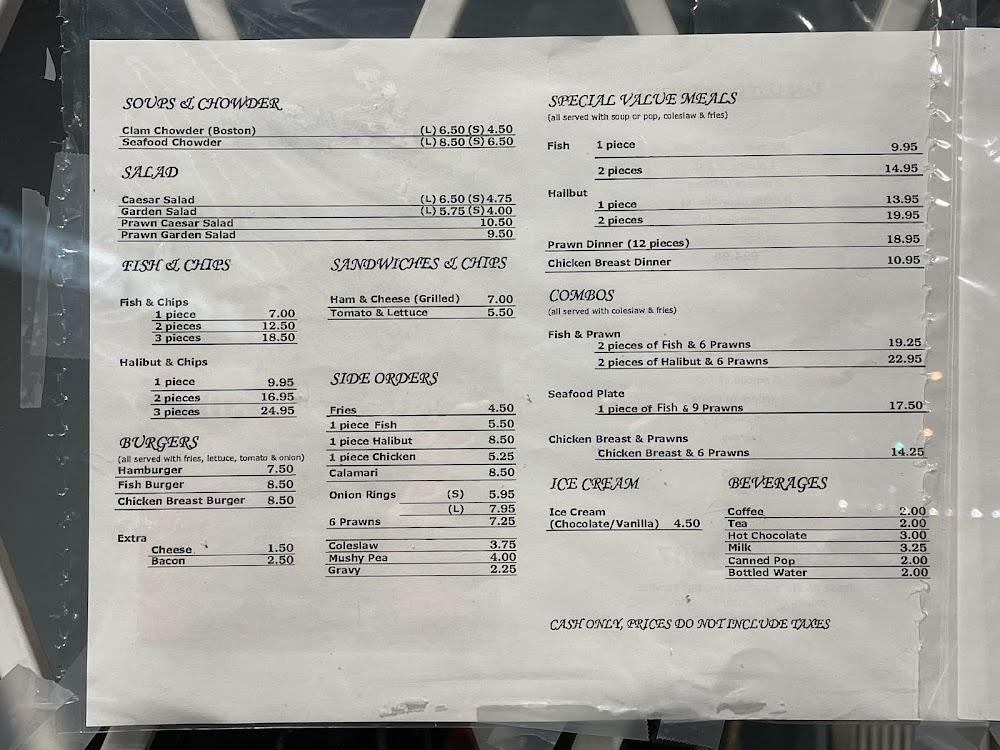 SOUPS & CHOWDER
Clam Chowder (Boston) (L) 6.50 (S) 4.50
Seafood Chowder (L) 8.50 (S) 6.50
SALAD
Caesar Salad (L) 6.50 (S) 4.75
Garden Salad (L) 5.75 (S) 4.00
Prawn Caesar Salad 10.50
Prawn Garden Salad 9.50
FISH & CHIPS
Fish & Chips
1 piece 7.00
2 pieces 12.50
3 pieces 18.50
Halibut & Chips
1 piece 9.95
2 pieces 16.95
3 pieces 24.95
BURGERS
(all served with fries, lettuce, tomato & onion)
Hamburger 7.50
Fish Burger 8.50
Chicken Breast Burger 8.50
Extra
Cheese 1.50
Bacon 2.50
SANDWICHES & CHIPS
Ham & Cheese (Grilled) 7.00
Tomato & Lettuce 5.50
SIDE ORDERS
Fries 4.50
1 piece Fish 5.50
1 piece Halibut 8.50
1 piece Chicken 5.25
Calamari 8.50
Onion Rings (S) 5.95
(L) 7.95
6 Prawns 7.25
Coleslaw 3.75
Mushy Pea 4.00
Gravy 2.25
SPECIAL VALUE MEALS
(all served with soup or pop, coleslaw & fries)
Fish 1 piece 9.95
2 pieces 14.95
Hailbut
1 piece 13.95
2 pieces 19.95
Prawn Dinner (12 pieces) 18.95
Chicken Breast Dinner 10.95
COMBOS
(all served with coleslaw & fries)
Fish & Prawn
2 pieces of Fish & 6 Prawns 19.25
2 pieces of Halibut & 6 Prawns 22.95
Seafood Plate
1 piece of Fish & 9 Prawns 17.50
Chicken Breast & Prawns
Chicken Breast & 6 Prawns 14.25
ICE CREAM
Ice Cream
(Chocolate/Vanilla) 4.50
BEVERAGES
Coffee 2.00
Tea 2.00
Hot Chocolate 3.00
Milk 3.25
Canned Pop 2.00
Bottled Water 2.00
CASH ONLY, PRICES DO NOT INCLUDE TAXES